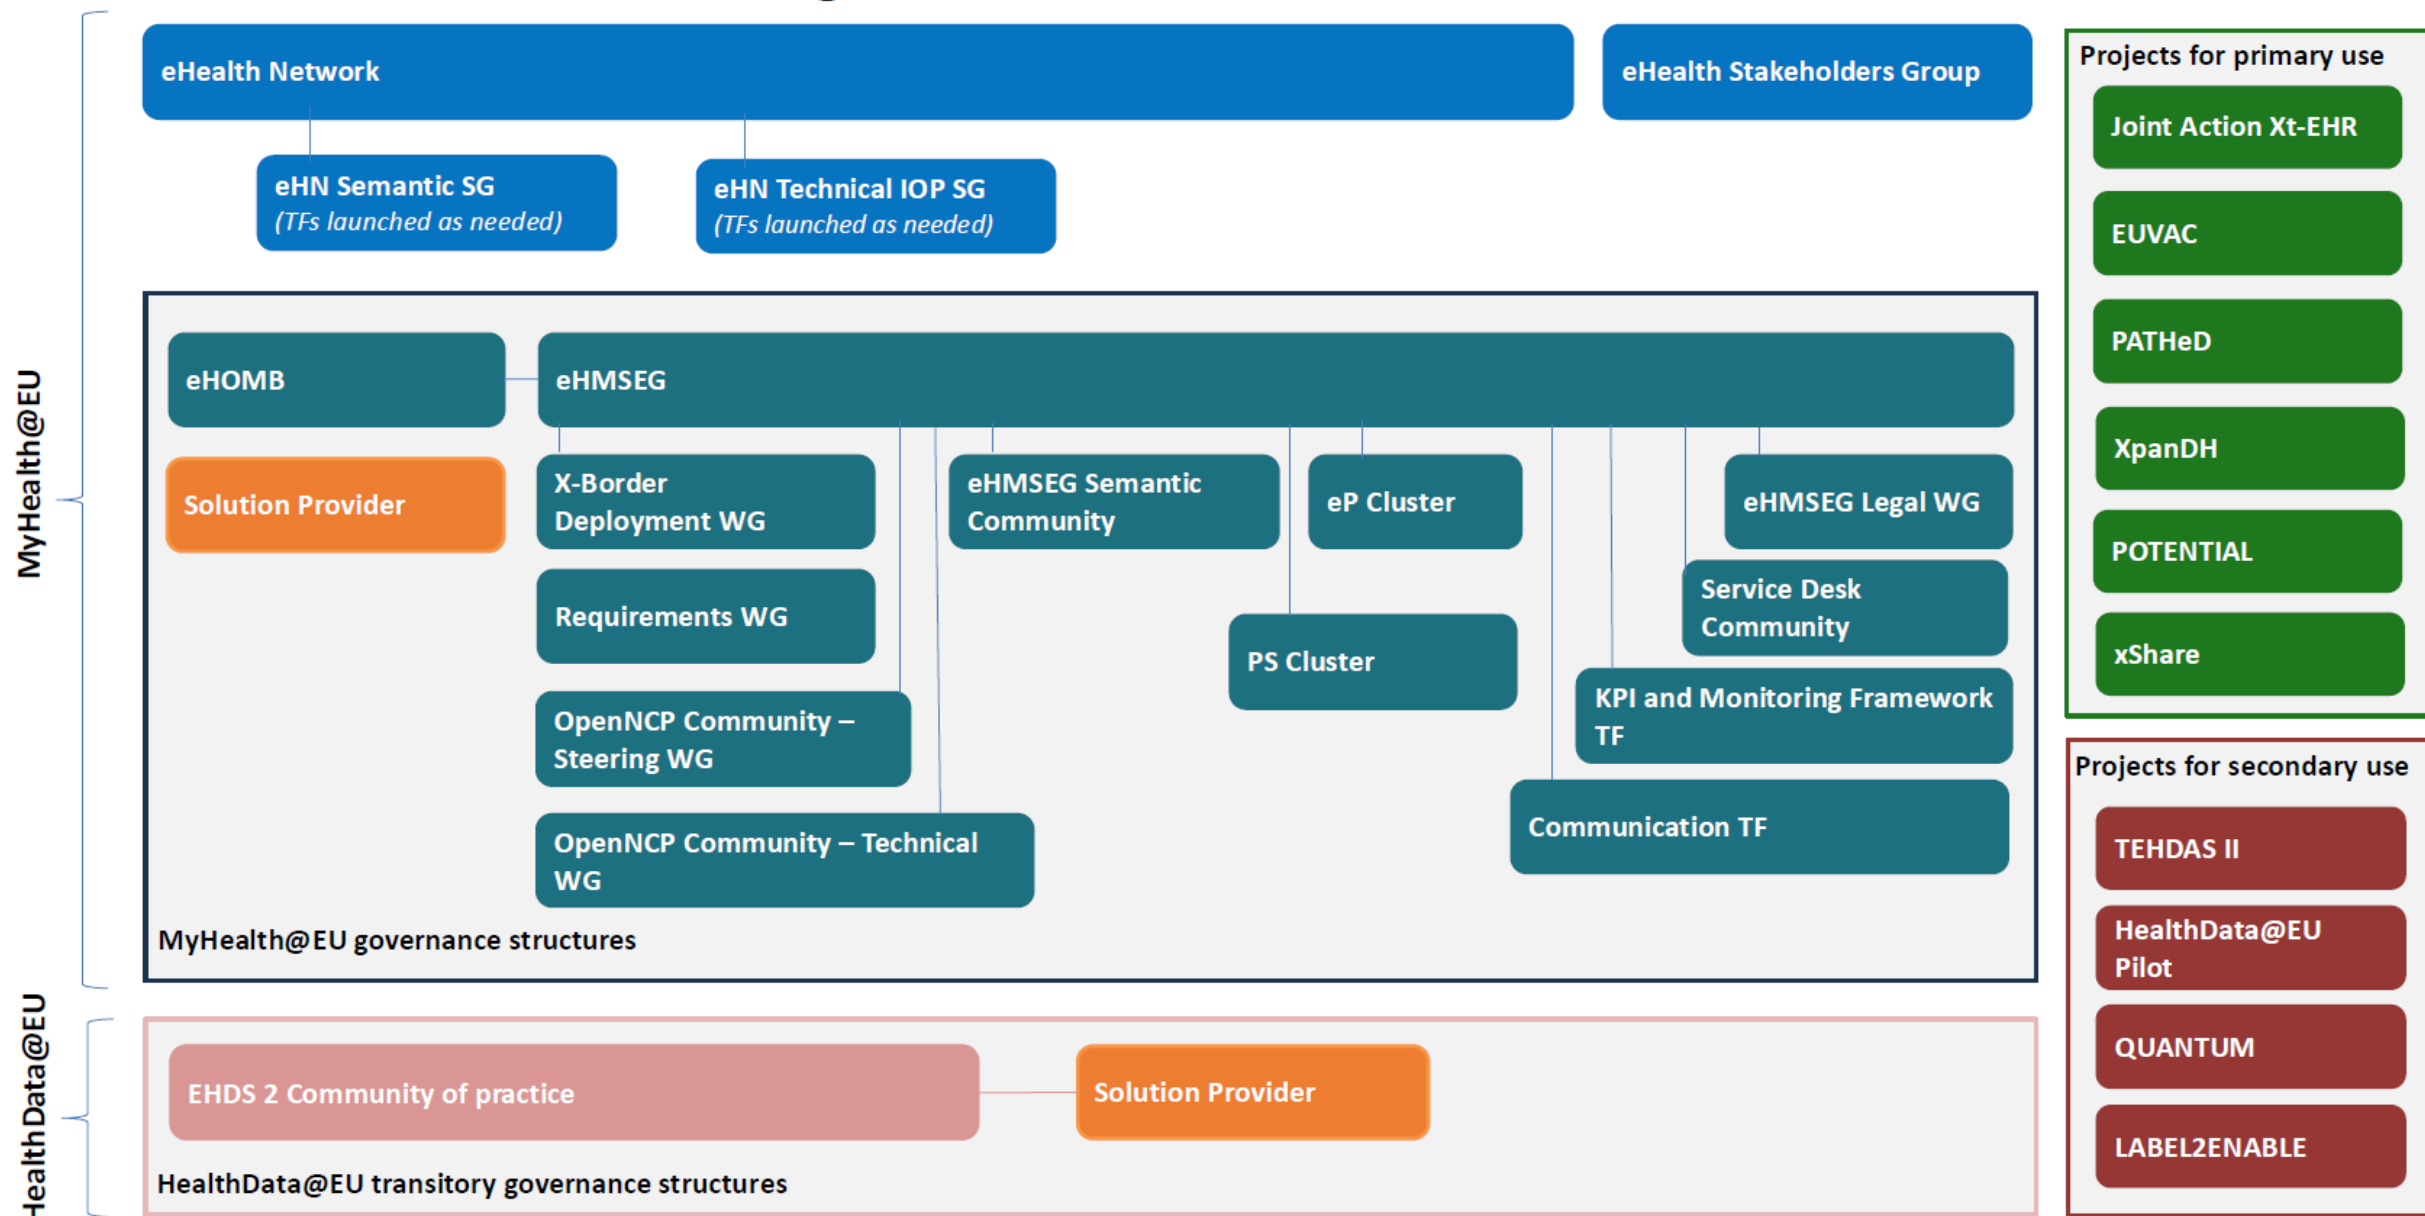 eHealth Network
eHealth Stakeholders Group
eHN Semantic SG
(TFs launched as needed)
eHN Technical IOP SG
(TFs launched as needed)
MyHealth@EU
eHOMB
eHMSEG
Solution Provider
X-Border
Deployment WG
eHMSEG Semantic
Community
eP Cluster
eHMSEG Legal WG
Requirements WG
Service Desk
Community
PS Cluster
OpenNCP Community –
Steering WG
KPI and Monitoring Framework
TF
OpenNCP Community – Technical
WG
Communication TF
MyHealth@EU governance structures
HealthData@EU
EHDS 2 Community of practice
Solution Provider
HealthData@EU transitory governance structures
Projects for primary use
Joint Action Xt-EHR
EUVAC
PATHeD
XpanDH
POTENTIAL
xShare
Projects for secondary use
TEHDAS II
HealthData@EU
Pilot
QUANTUM
LABEL2ENABLE